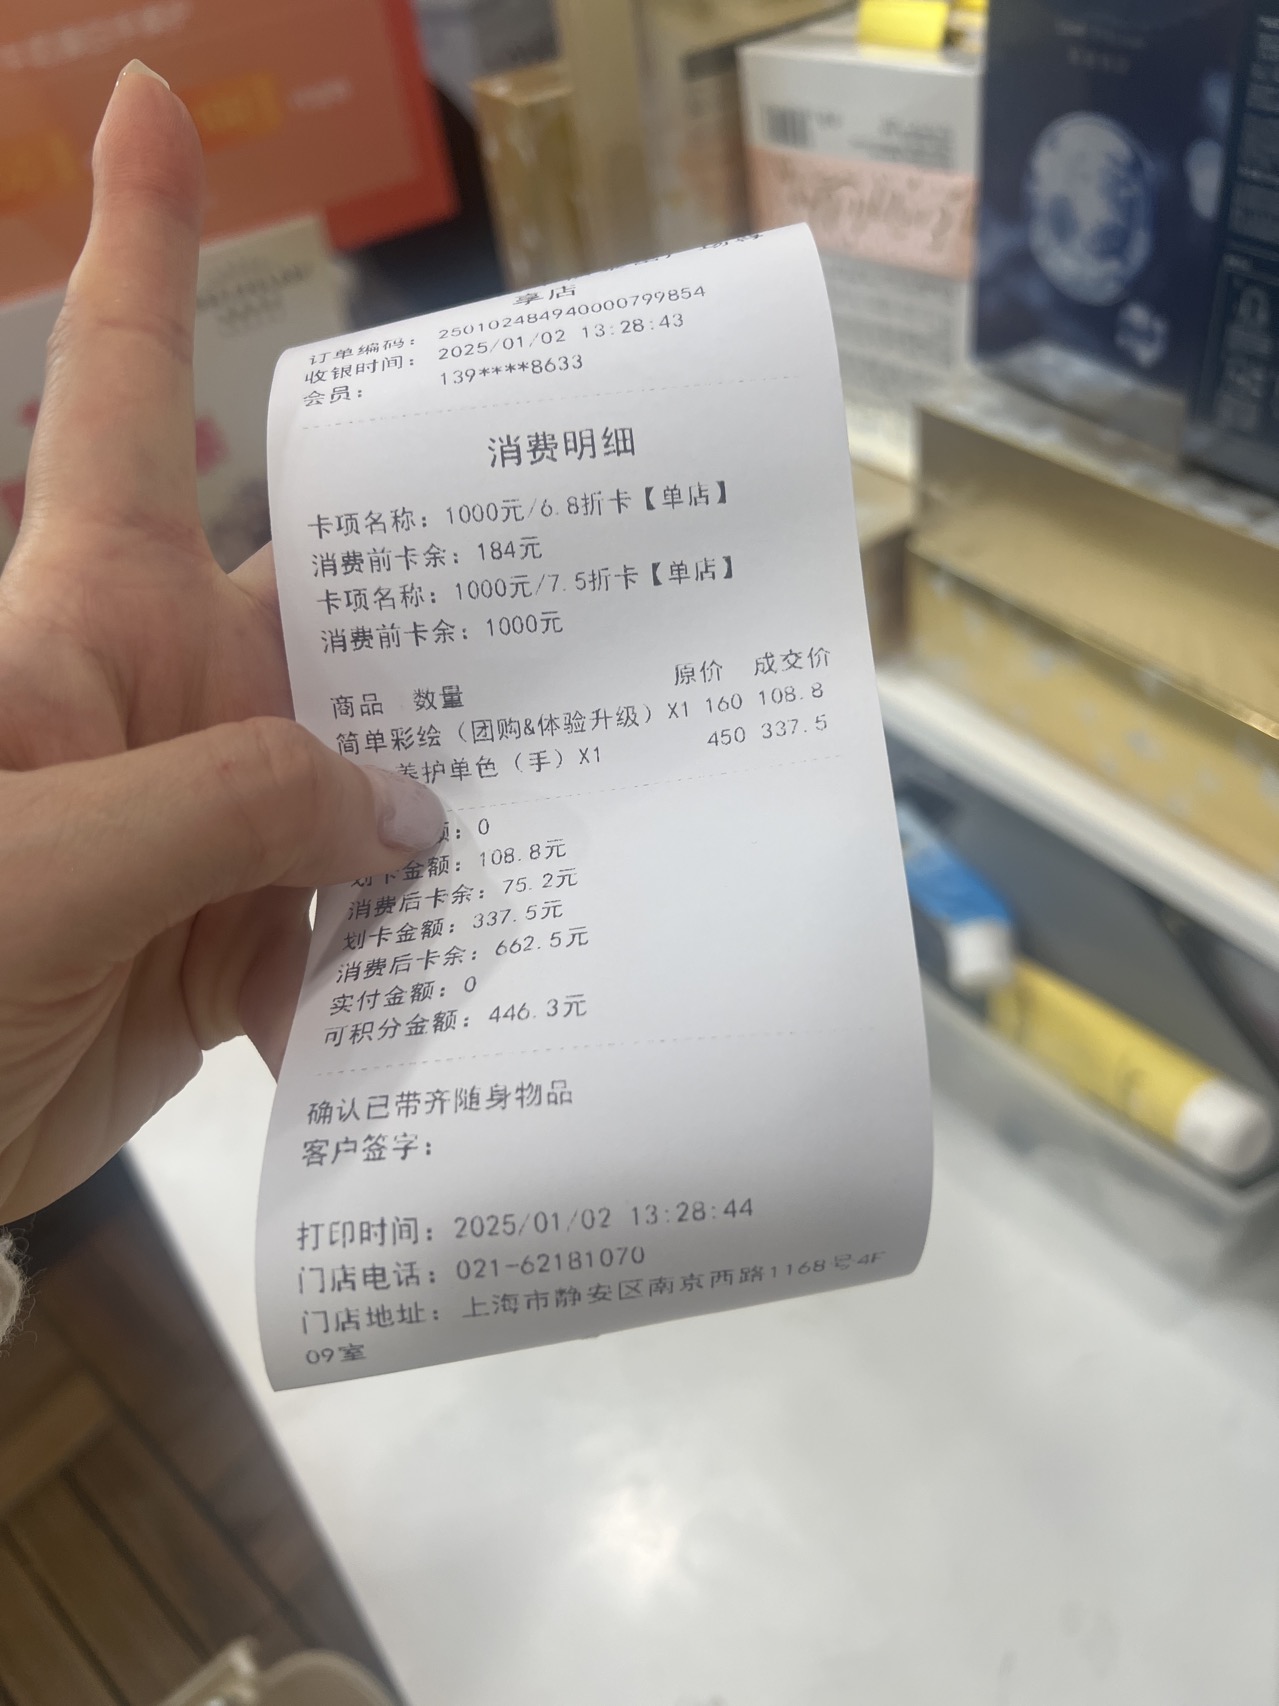 享店
订单编码： 250102484940000799854
收银时间： 2025/01/02 13:28:43
会员： 139****8633
消费明细
卡项名称：1000元/6.8折卡【单店】
消费前卡余：184元
卡项名称：1000元/7.5折卡【单店】
消费前卡余：1000元
商品 数量 原价 成交价
简单彩绘（团购&体验升级）X1 160 108.8
养护单色（手）X1 450 337.5
额：0
划卡金额：108.8元
消费后卡余：75.2元
划卡金额：337.5元
消费后卡余：662.5元
实付金额：0
可积分金额：446.3元
确认已带齐随身物品
客户签字：
打印时间：2025/01/02 13:28:44
门店电话：021-62181070
门店地址：上海市静安区南京西路1168号4F
09室